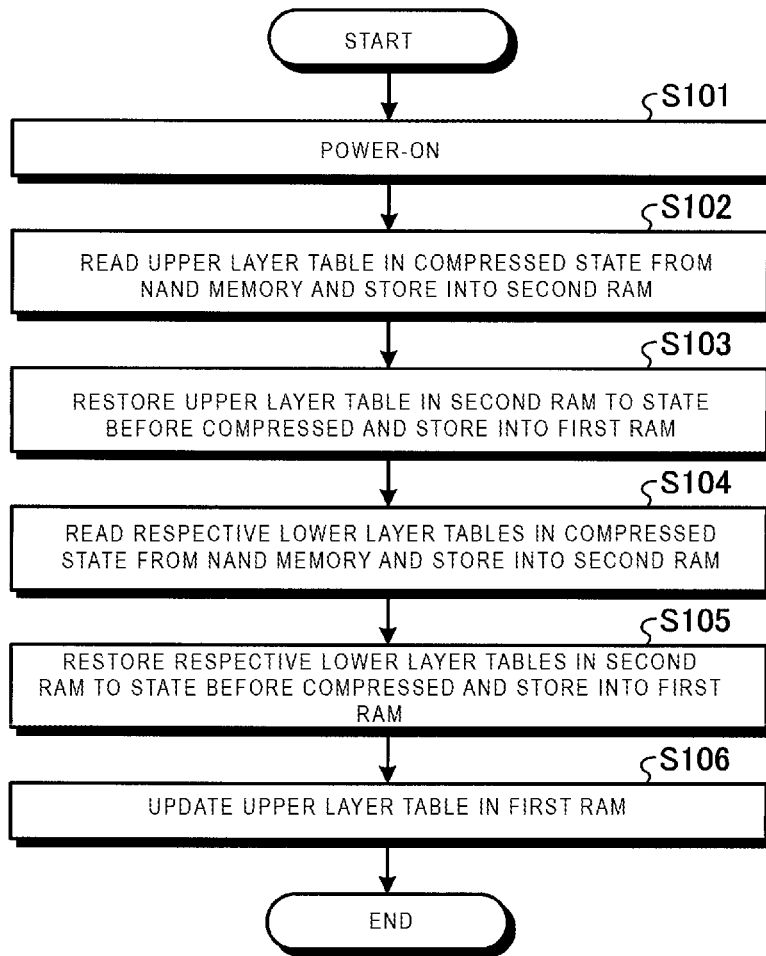 START
S101
POWER-ON
S102
READ UPPER LAYER TABLE IN COMPRESSED STATE FROM
NAND MEMORY AND STORE INTO SECOND RAM
S103
RESTORE UPPER LAYER TABLE IN SECOND RAM TO STATE
BEFORE COMPRESSED AND STORE INTO FIRST RAM
S104
READ RESPECTIVE LOWER LAYER TABLES IN COMPRESSED
STATE FROM NAND MEMORY AND STORE INTO SECOND RAM
S105
RESTORE RESPECTIVE LOWER LAYER TABLES IN SECOND
RAM TO STATE BEFORE COMPRESSED AND STORE INTO FIRST
RAM
S106
UPDATE UPPER LAYER TABLE IN FIRST RAM
END